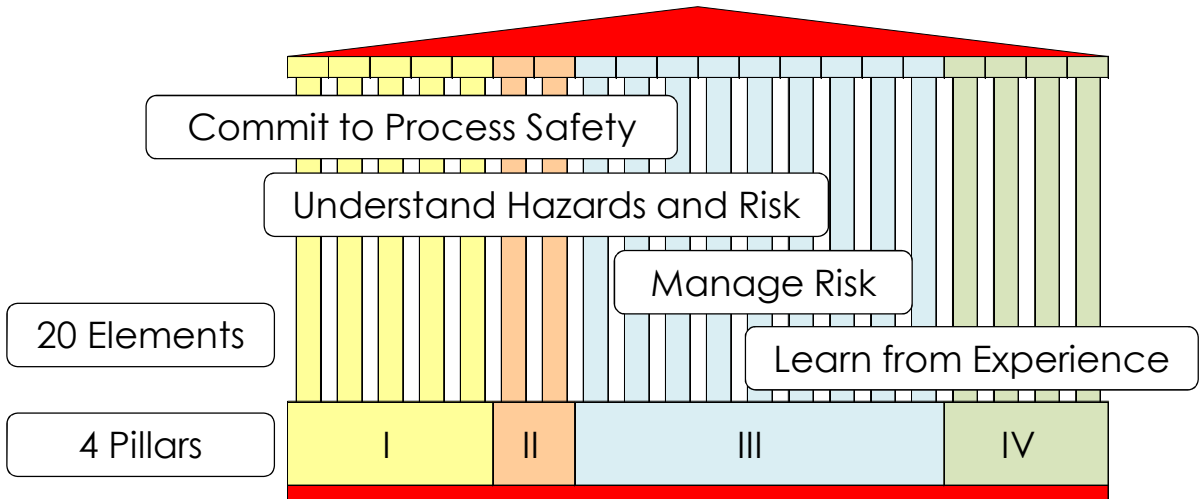 Commit to Process Safety
Understand Hazards and Risk
Manage Risk
20 Elements
Learn from Experience
4 Pillars
I
II
III
IV